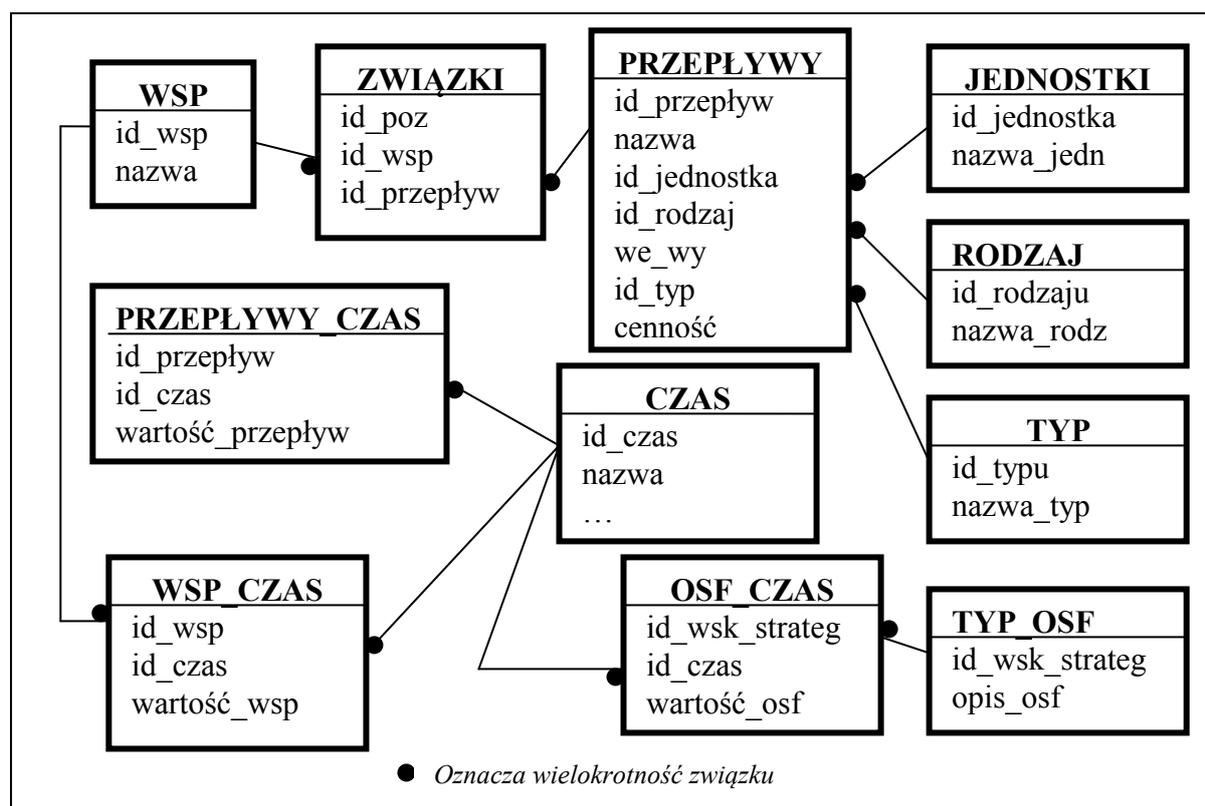 WSP
id_wsp
nazwa
ZWIĄZKI
id_poz
id_wsp
id_przepływ
PRZEPŁYWY
id_przepływ
nazwa
id_jednostka
id_rodzaj
we_wy
id_typ
cenność
JEDNOSTKI
id_jednostka
nazwa_jedn
RODZAJ
id_rodzaju
nazwa_rodz
PRZEPŁYWY_CZAS
id_przepływ
id_czas
wartość_przepływ
CZAS
id_czas
nazwa
…
TYP
id_typu
nazwa_typ
WSP_CZAS
id_wsp
id_czas
wartość_wsp
OSF_CZAS
id_wsk_strateg
id_czas
wartość_osf
TYP_OSF
id_wsk_strateg
opis_osf
Oznacza wielokrotność związku